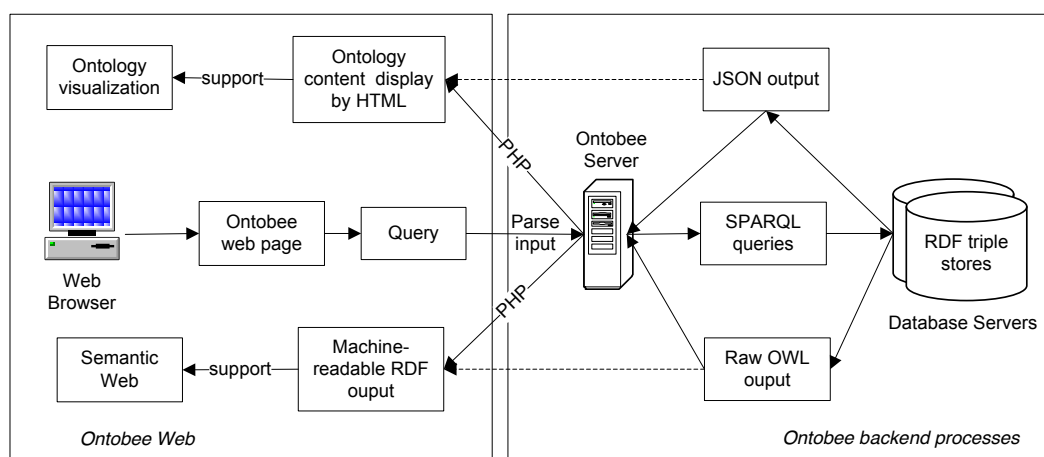 Ontology
visualization
support
Ontology
content display
by HTML
JSON output
PHP
Ontobee
Server
Web
Browser
Ontobee
web page
Query
Parse
input
SPARQL
queries
RDF triple
stores
Database Servers
PHP
Semantic
Web
support
Machine-
readable RDF
ouput
Raw OWL
ouput
Ontobee Web
Ontobee backend processes